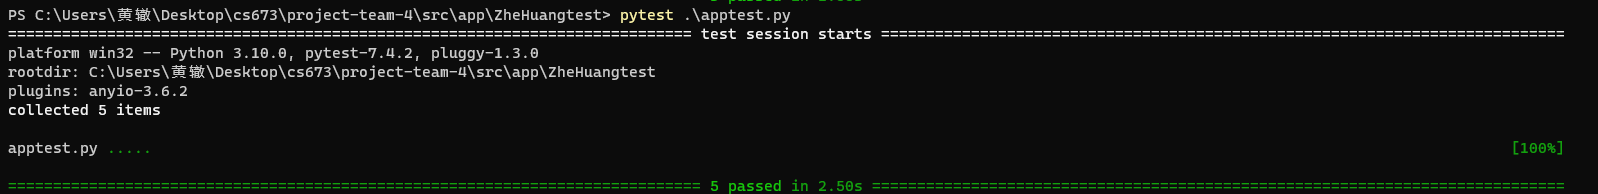 PS C:\Users\黄辙\Desktop\cs673\project-team-4\src\app\ZheHuangtest> pytest .\apptest.py
================================================================================= test session starts =================================================================================
platform win32 -- Python 3.10.0, pytest-7.4.2, pluggy-1.3.0
rootdir: C:\Users\黄辙\Desktop\cs673\project-team-4\src\app\ZheHuangtest
plugins: anyio-3.6.2
collected 5 items
apptest.py ..... [100%]
================================================================================== 5 passed in 2.50s ==================================================================================